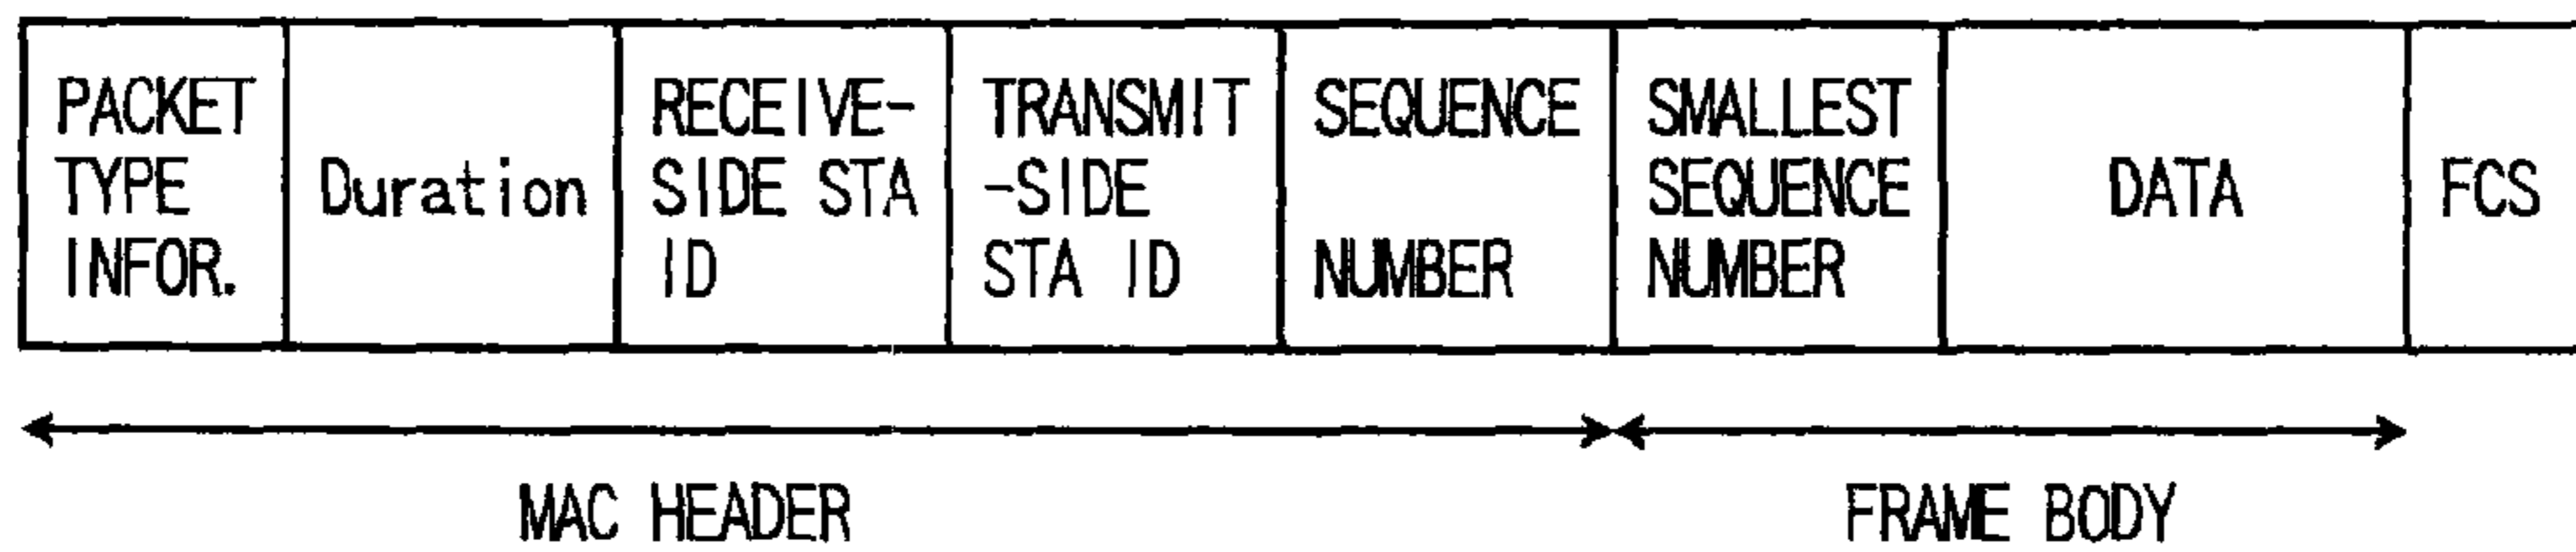 PACKET
TYPE
INFOR.
Duration
RECEIVE-
SIDE STA
ID
TRANSMIT
-SIDE
STA ID
SEQUENCE
NUMBER
SMALLEST
SEQUENCE
NUMBER
DATA
FCS
MAC HEADER
FRAME BODY